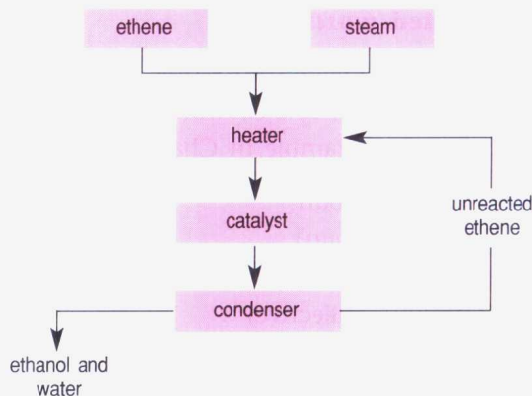 ethene
steam
heater
catalyst
unreacted
ethene
condenser
ethanol and
water